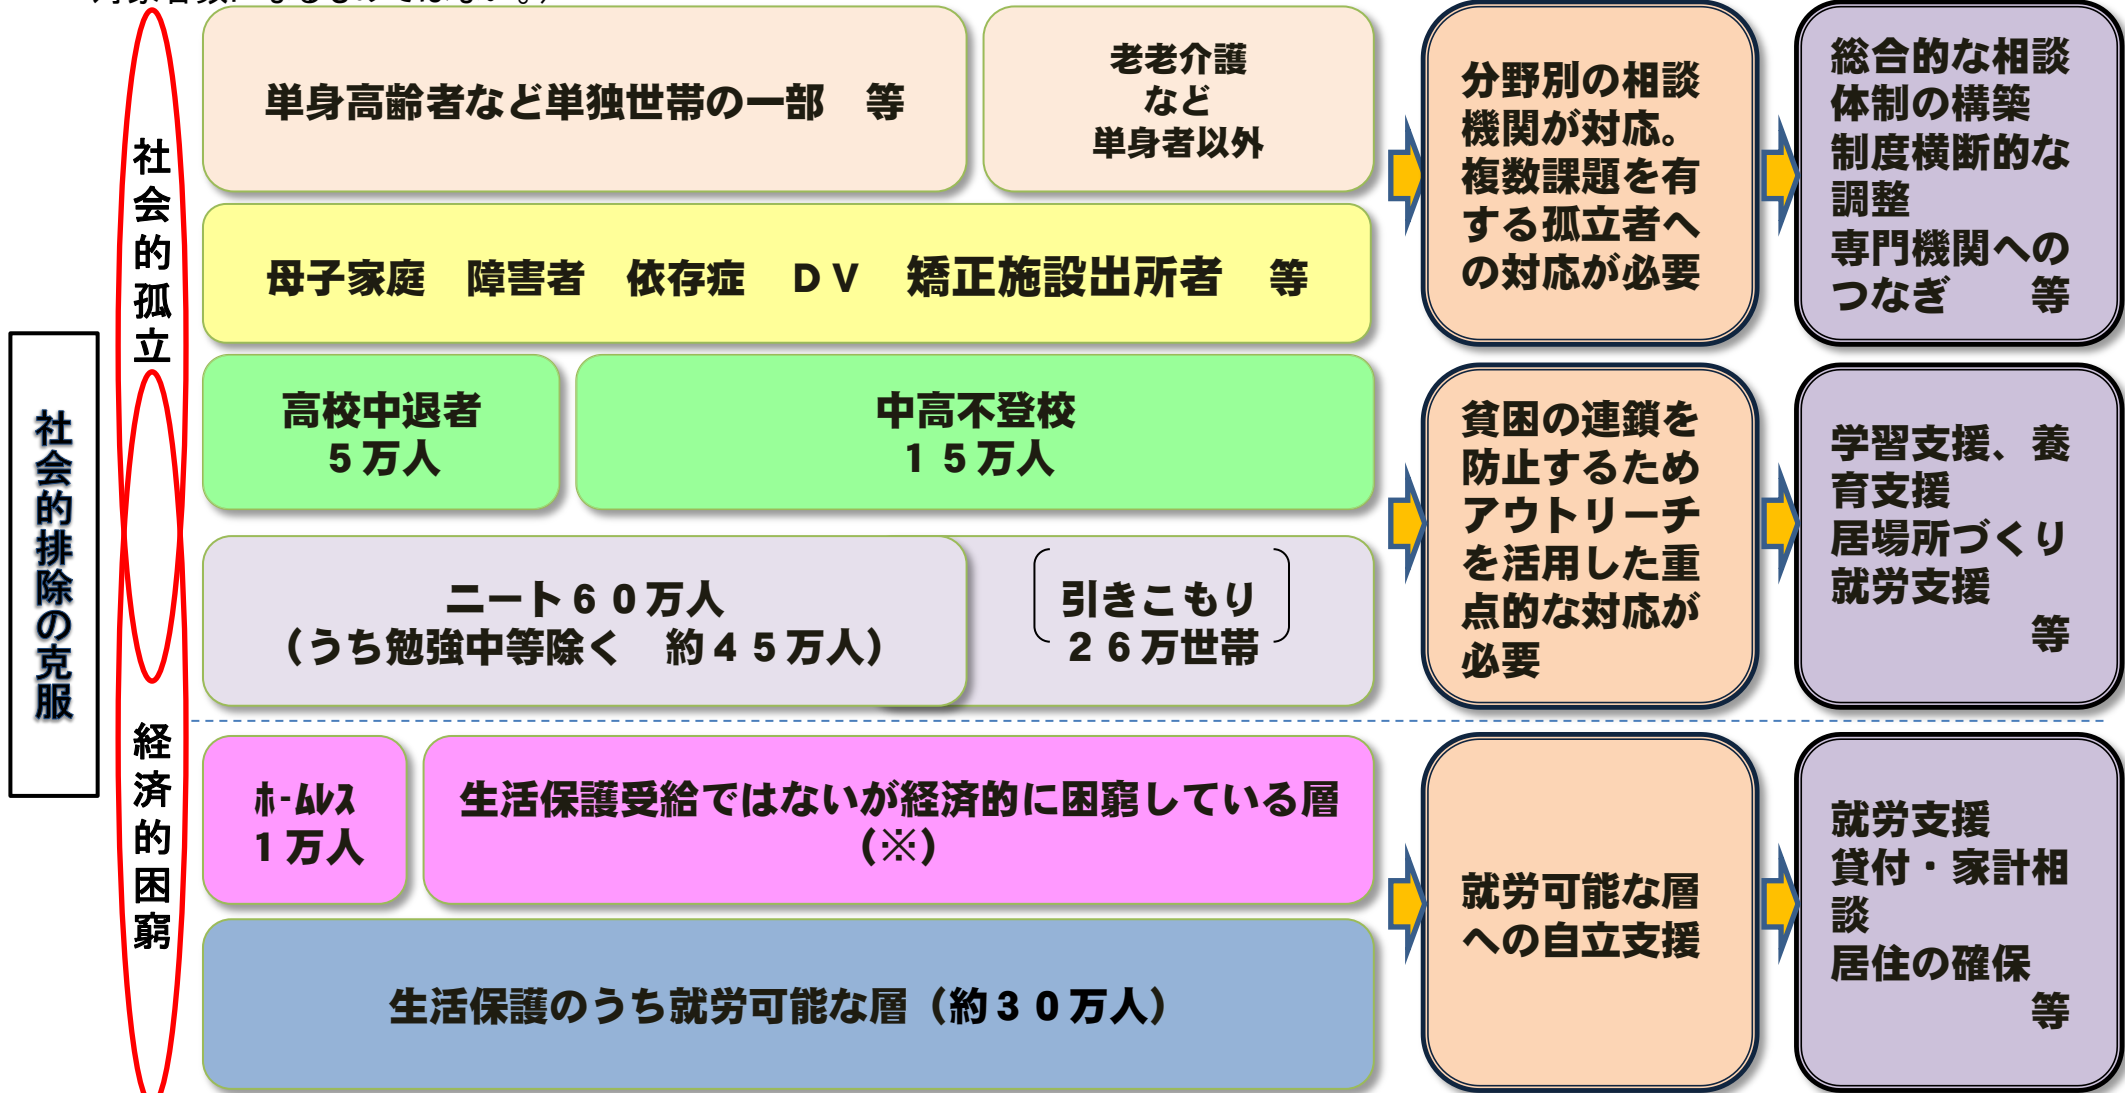 社会的排除の克服
社会的孤立
経済的困窮
単身高齢者など単独世帯の一部　等
老老介護
など
単身者以外
母子家庭　障害者　依存症　ＤＶ　矯正施設出所者　等
高校中退者
５万人
中高不登校
１５万人
ニート６０万人
（うち勉強中等除く　約４５万人）
引きこもり
２６万世帯
ﾎｰﾑﾚｽ
１万人
生活保護受給ではないが経済的に困窮している層
（※）
生活保護のうち就労可能な層（約３０万人）
分野別の相談
機関が対応。
複数課題を有
する孤立者へ
の対応が必要
総合的な相談
体制の構築
制度横断的な
調整
専門機関への
つなぎ　　等
貧困の連鎖を
防止するため
アウトリーチ
を活用した重
点的な対応が
必要
学習支援、養
育支援
居場所づくり
就労支援
等
就労可能な層
への自立支援
就労支援
貸付・家計相
談
居住の確保
等